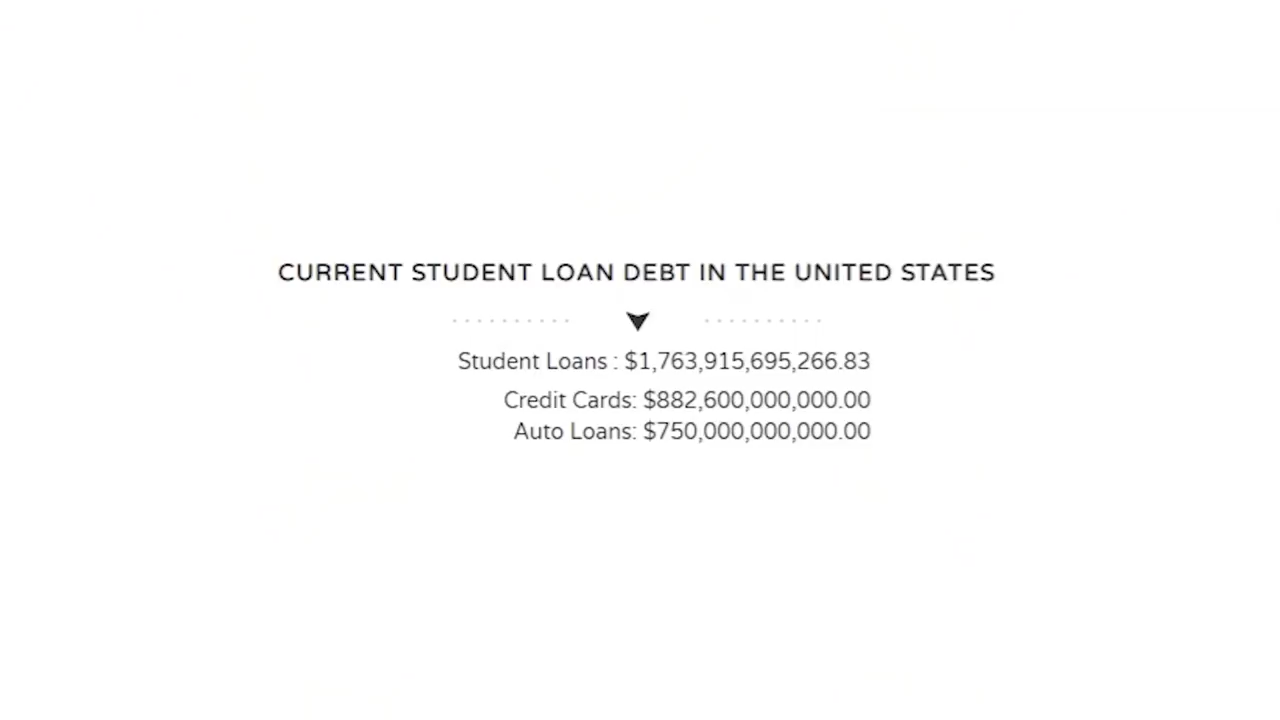 CURRENT STUDENT LOAN DEBT IN THE UNITED STATES
Student Loans : $1,763,915,695,266.83
Credit Cards: $882,600,000,000.00
Auto Loans: $750,000,000,000.00